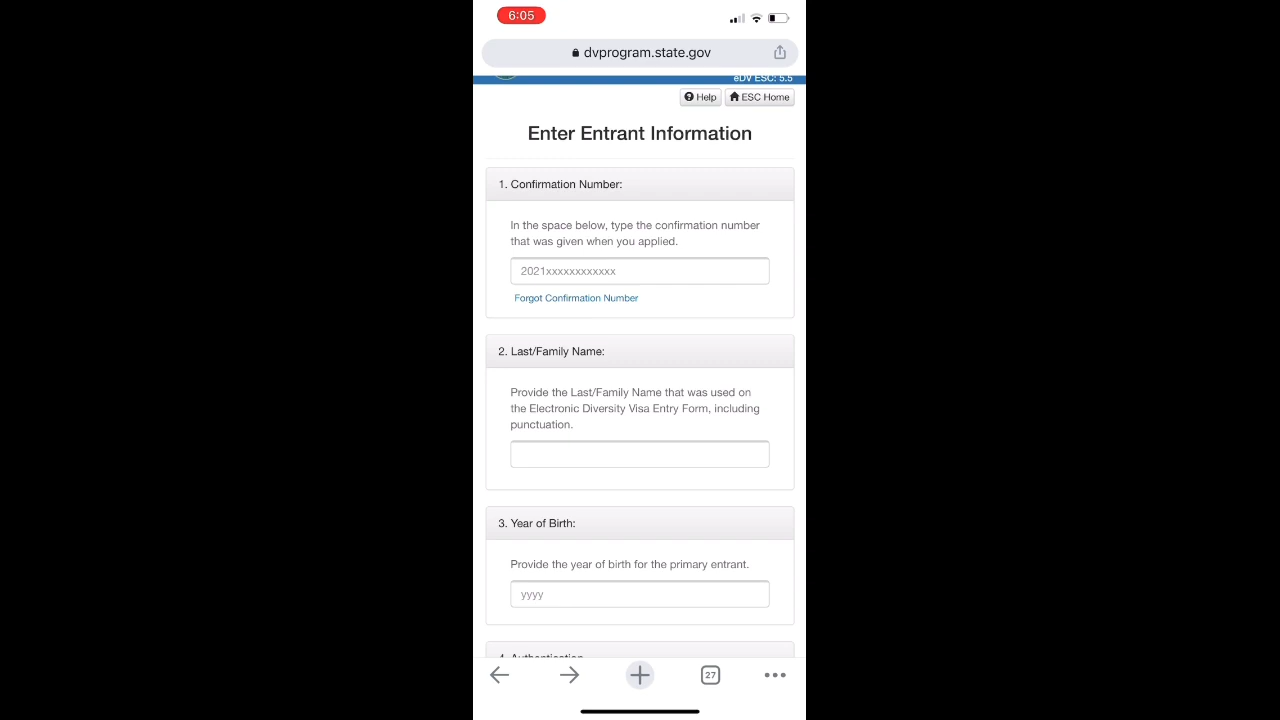 6:05
dvprogram.state.gov
eDV ESC: 5.5
Help
ESC Home
Enter Entrant Information
1. Confirmation Number:
In the space below, type the confirmation number
that was given when you applied.
2021xxxxxxxxxxxx
Forgot Confirmation Number
2. Last/Family Name:
Provide the Last/Family Name that was used on
the Electronic Diversity Visa Entry Form, including
punctuation.
3. Year of Birth:
Provide the year of birth for the primary entrant.
yyyy
4. Authentication
27